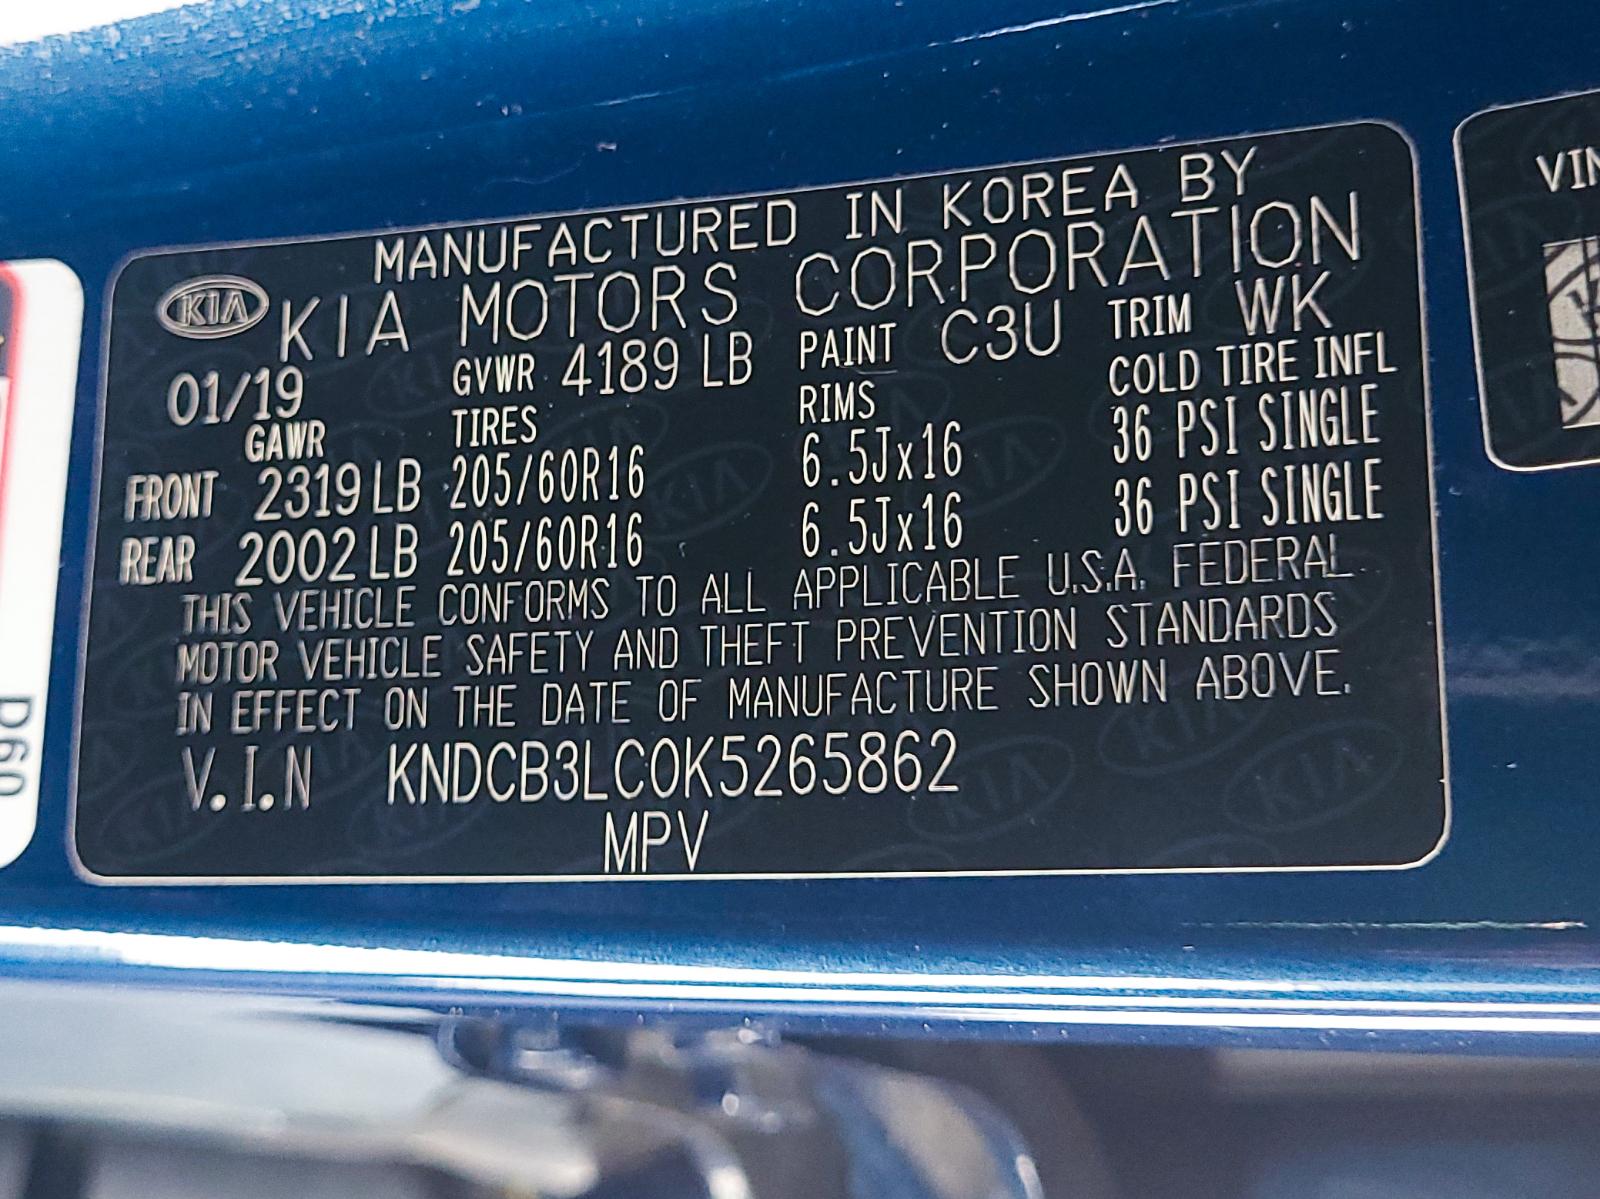 MANUFACTURED IN KOREA BY
KIA KIA MOTORS CORPORATION
01/19 GVWR 4189 LB PAINT C3U TRIM WK
GAWR TIRES RIMS COLD TIRE INFL
FRONT 2319 LB 205/60R16 6.5Jx16 36 PSI SINGLE
REAR 2002 LB 205/60R16 6.5Jx16 36 PSI SINGLE
THIS VEHICLE CONFORMS TO ALL APPLICABLE U.S.A. FEDERAL
MOTOR VEHICLE SAFETY AND THEFT PREVENTION STANDARDS
IN EFFECT ON THE DATE OF MANUFACTURE SHOWN ABOVE.
V.I.N KNDCB3LC0K5265862
MPV
VIN